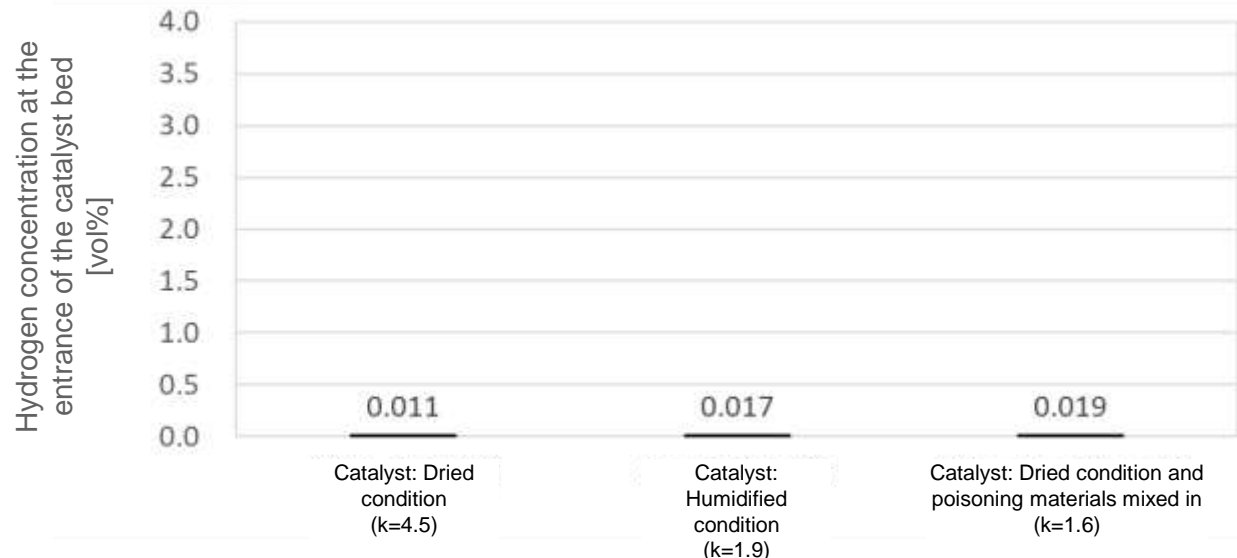 Hydrogen concentration at the
entrance of the catalyst bed
[vol%]
4.0
3.5
3.0
2.5
2.0
1.5
1.0
0.5
0.0
0.011
0.017
0.019
Catalyst: Dried
condition
(k=4.5)
Catalyst:
Humidified
condition
(k=1.9)
Catalyst: Dried condition and
poisoning materials mixed in
(k=1.6)